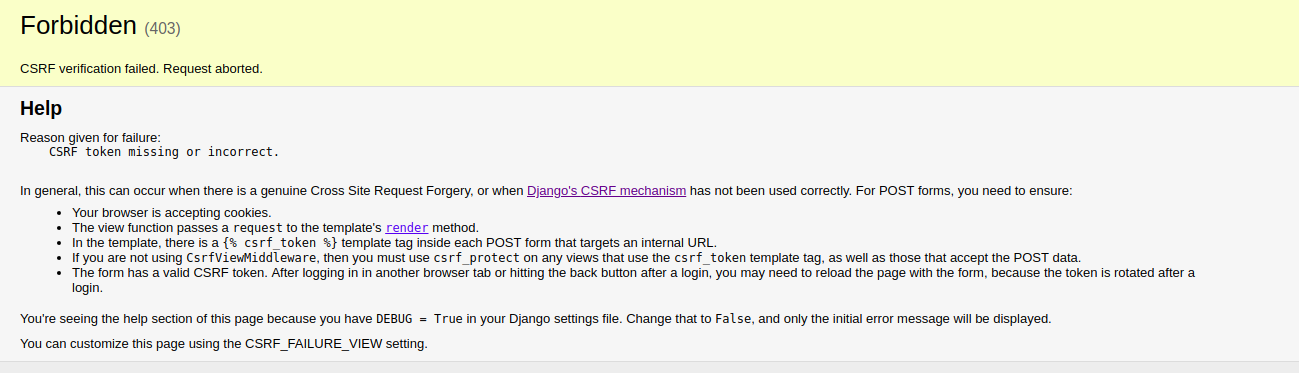 Forbidden (403)
CSRF verification failed. Request aborted.
Help
Reason given for failure:
CSRF token missing or incorrect.
In general, this can occur when there is a genuine Cross Site Request Forgery, or when Django's CSRF mechanism has not been used correctly. For POST forms, you need to ensure:
• Your browser is accepting cookies.
• The view function passes a request to the template's render method.
• In the template, there is a {% csrf_token %} template tag inside each POST form that targets an internal URL.
• If you are not using CsrfViewMiddleware, then you must use csrf_protect on any views that use the csrf_token template tag, as well as those that accept the POST data.
• The form has a valid CSRF token. After logging in in another browser tab or hitting the back button after a login, you may need to reload the page with the form, because the token is rotated after a
login.
You're seeing the help section of this page because you have DEBUG = True in your Django settings file. Change that to False, and only the initial error message will be displayed.
You can customize this page using the CSRF_FAILURE_VIEW setting.